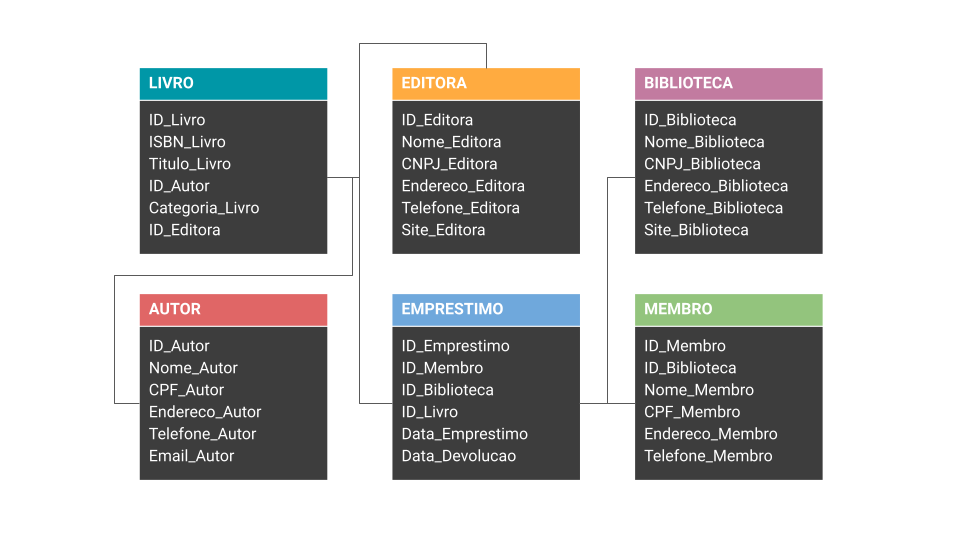 LIVRO
ID_Livro
ISBN_Livro
Titulo_Livro
ID_Autor
Categoria_Livro
ID_Editora
EDITORA
ID_Editora
Nome_Editora
CNPJ_Editora
Endereco_Editora
Telefone_Editora
Site_Editora
BIBLIOTECA
ID_Biblioteca
Nome_Biblioteca
CNPJ_Biblioteca
Endereco_Biblioteca
Telefone_Biblioteca
Site_Biblioteca
AUTOR
ID_Autor
Nome_Autor
CPF_Autor
Endereco_Autor
Telefone_Autor
Email_Autor
EMPRESTIMO
ID_Emprestimo
ID_Membro
ID_Biblioteca
ID_Livro
Data_Emprestimo
Data_Devolucao
MEMBRO
ID_Membro
ID_Biblioteca
Nome_Membro
CPF_Membro
Endereco_Membro
Telefone_Membro